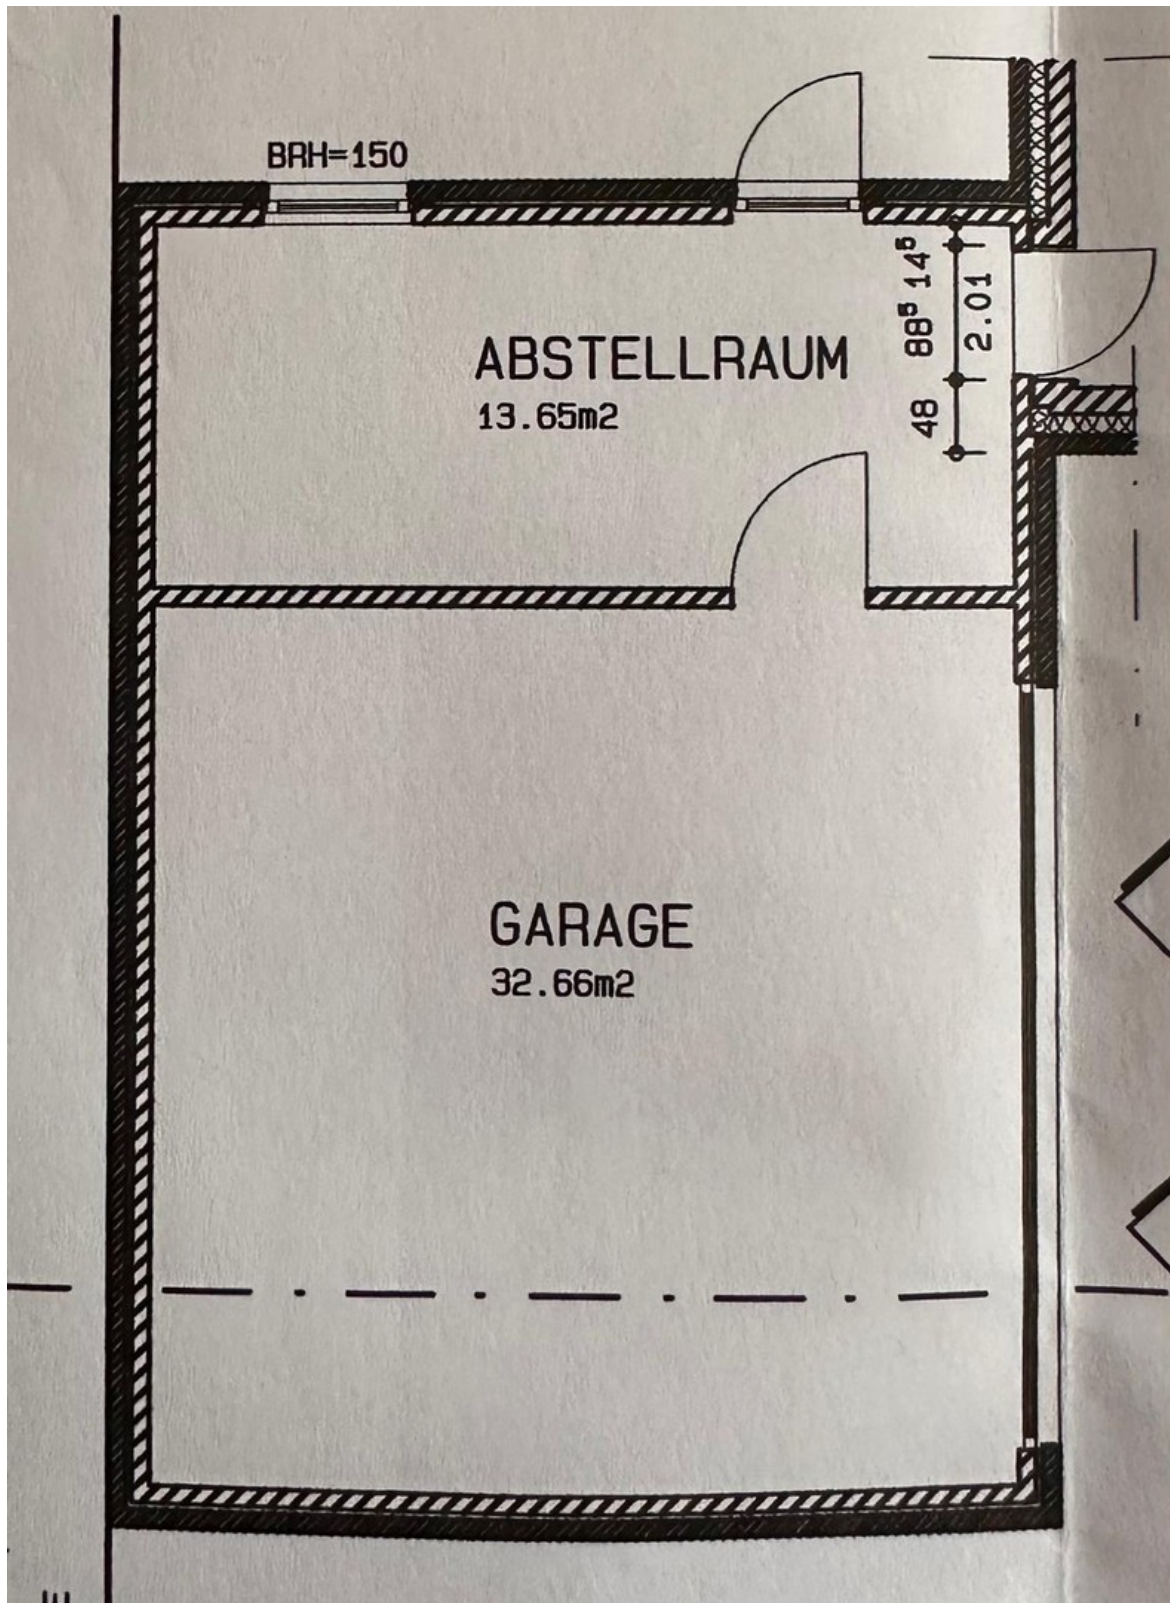 BRH=150
ABSTELLRAUM
13.65m2
88⁵ 14⁵
2.01
48
GARAGE
32.66m2